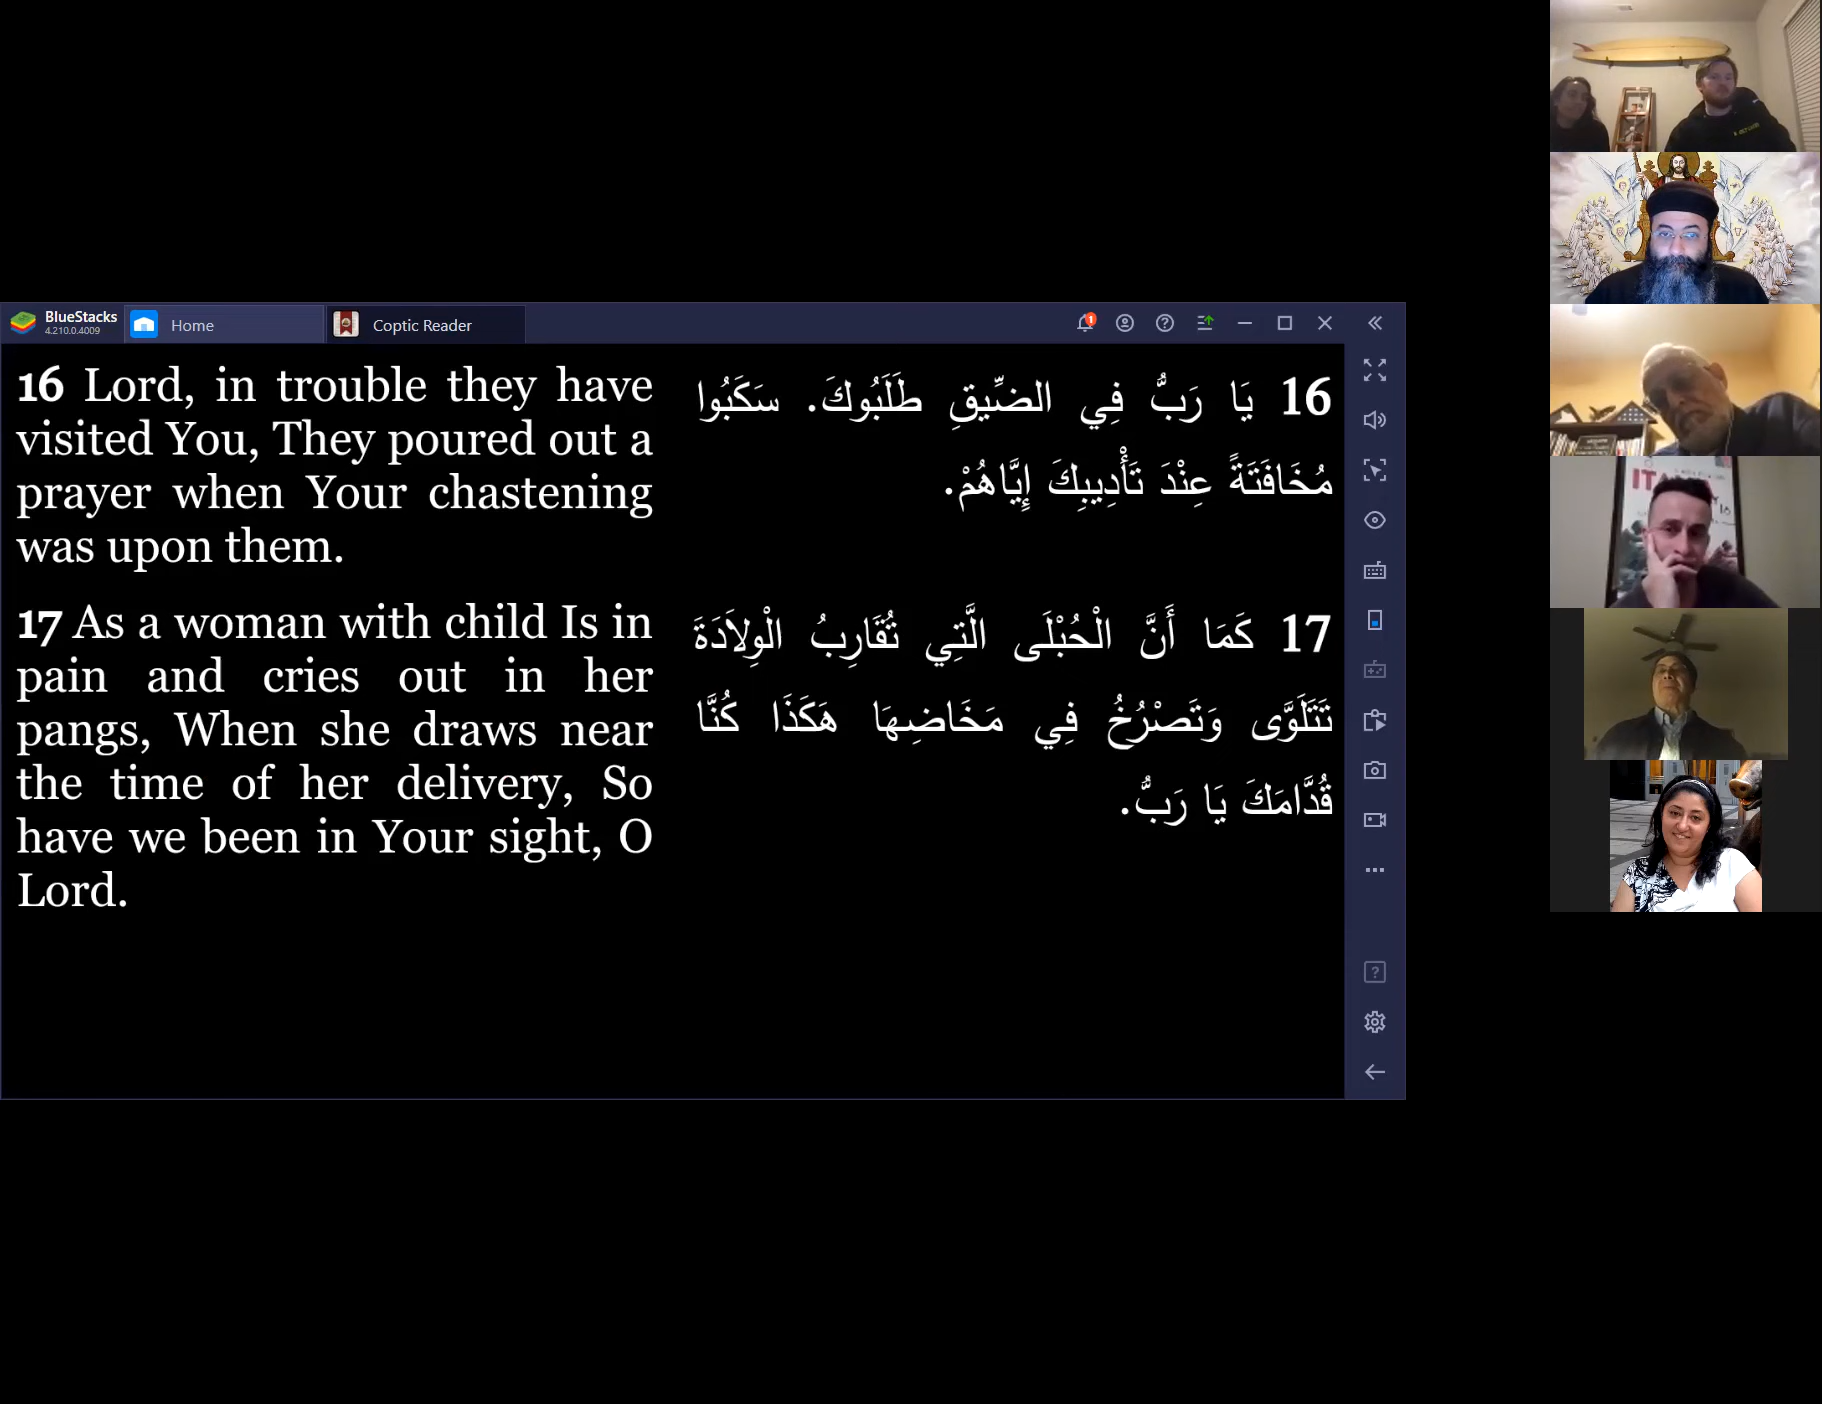 BlueStacks
4.210.0.4009
Home
Coptic Reader
1
16 Lord, in trouble they have
visited You, They poured out a
prayer when Your chastening
was upon them.
17 As a woman with child Is in
pain and cries out in her
pangs, When she draws near
the time of her delivery, So
have we been in Your sight, O
Lord.
16 يَا رَبُّ فِي الضِّيقِ طَلَبُوكَ. سَكَبُوا
مُخَافَتَةً عِنْدَ تَأْدِيبِكَ إِيَّاهُمْ.
17 كَمَا أَنَّ الْحُبْلَى الَّتِي تُقَارِبُ الْوِلاَدَةَ
تَتَلَوَّى وَتَصْرُخُ فِي مَخَاضِهَا هَكَذَا كُنَّا
قُدَّامَكَ يَا رَبُّ.